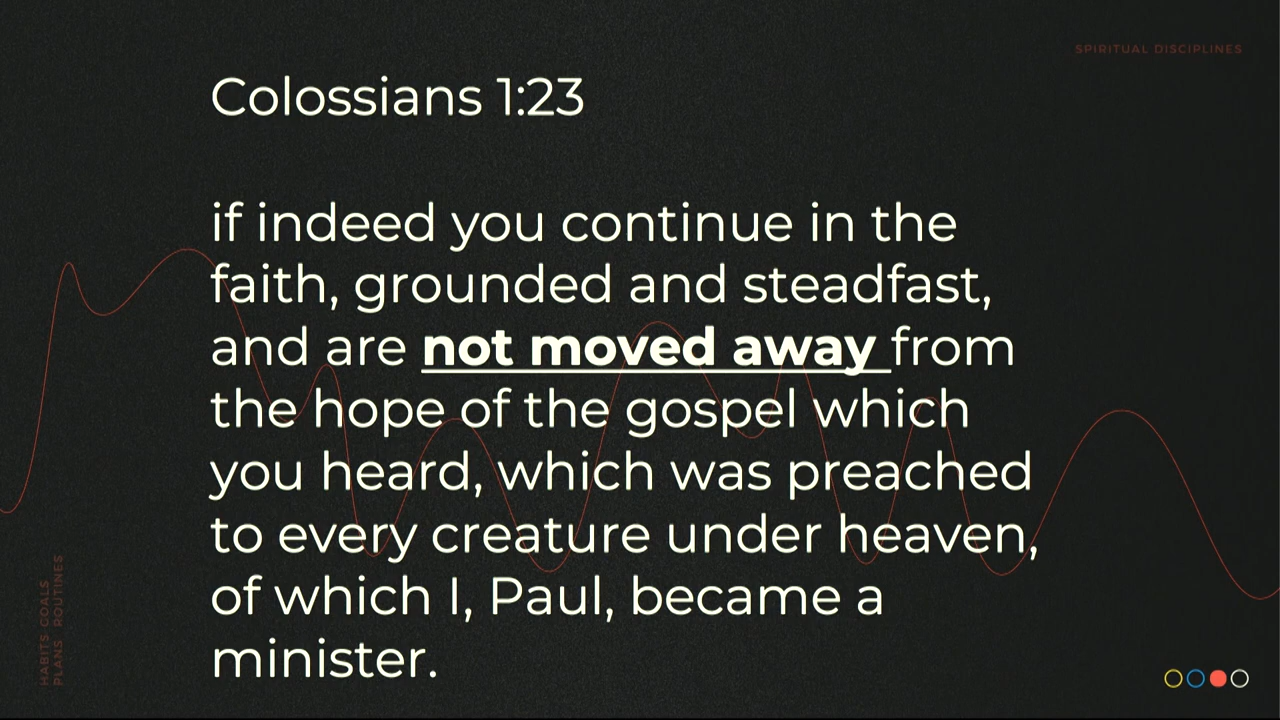 SPIRITUAL DISCIPLINES
Colossians 1:23
if indeed you continue in the
faith, grounded and steadfast,
and are not moved away from
the hope of the gospel which
you heard, which was preached
to every creature under heaven,
of which I, Paul, became a
minister.
HABITS GOALS
PLANS ROUTINES